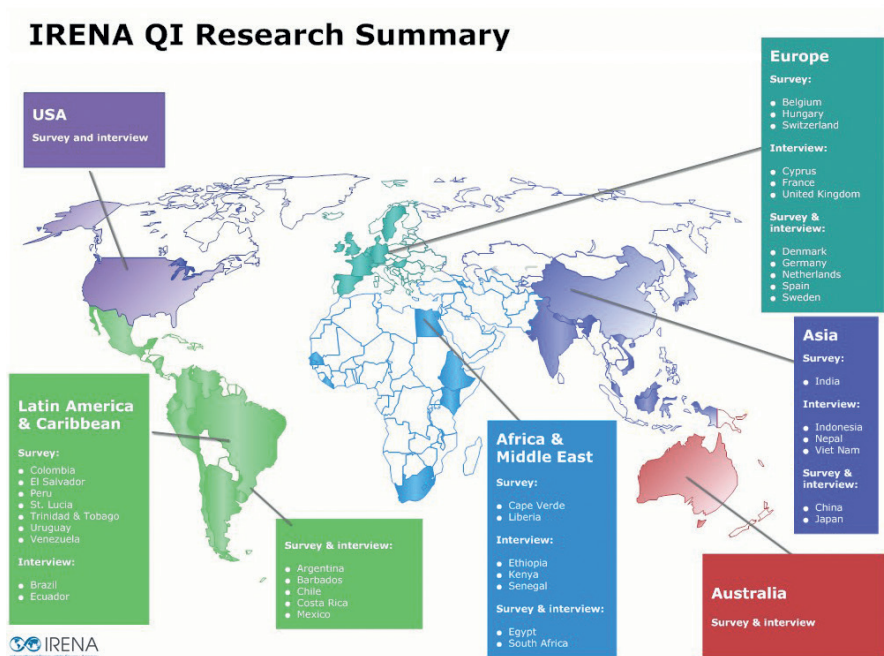 IRENA QI Research Summary
USA
Survey and interview
Europe
Survey:
Belgium
Hungary
Switzerland
Interview:
Cyprus
France
United Kingdom
Survey &
interview:
Denmark
Germany
Netherlands
Spain
Sweden
Asia
Survey:
India
Interview:
Indonesia
Nepal
Viet Nam
Survey &
interview:
China
Japan
Latin America
& Caribbean
Survey:
Colombia
El Salvador
Peru
St. Lucia
Trinidad & Tobago
Uruguay
Venezuela
Interview:
Brazil
Ecuador
Survey & interview:
Argentina
Barbados
Chile
Costa Rica
Mexico
Africa &
Middle East
Survey:
Cape Verde
Liberia
Interview:
Ethiopia
Kenya
Senegal
Survey & interview:
Egypt
South Africa
Australia
Survey & interview
IRENA